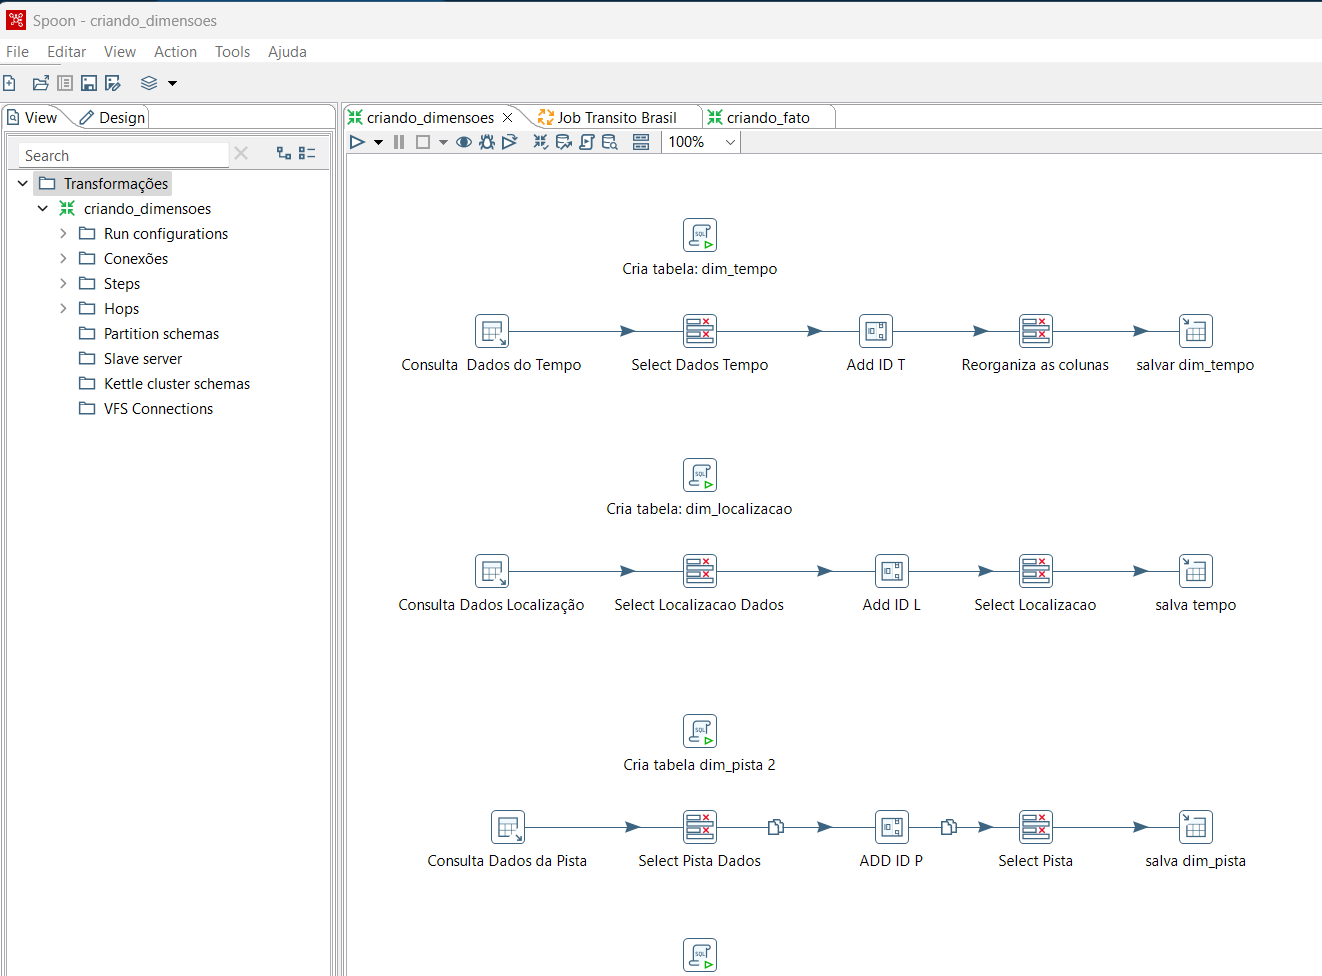 Spoon - criando_dimensoes
File Editar View Action Tools Ajuda
View Design
criando_dimensoes Job Transito Brasil criando_fato
100%
Search
Transformações
criando_dimensoes
Run configurations
Conexões
Steps
Hops
Partition schemas
Slave server
Kettle cluster schemas
VFS Connections
SQL
Cria tabela: dim_tempo
Consulta  Dados do Tempo Select Dados Tempo Add ID T Reorganiza as colunas salvar dim_tempo
SQL
Cria tabela: dim_localizacao
Consulta Dados Localização Select Localizacao Dados Add ID L Select Localizacao salva tempo
SQL
Cria tabela dim_pista 2
Consulta Dados da Pista Select Pista Dados ADD ID P Select Pista salva dim_pista
SQL